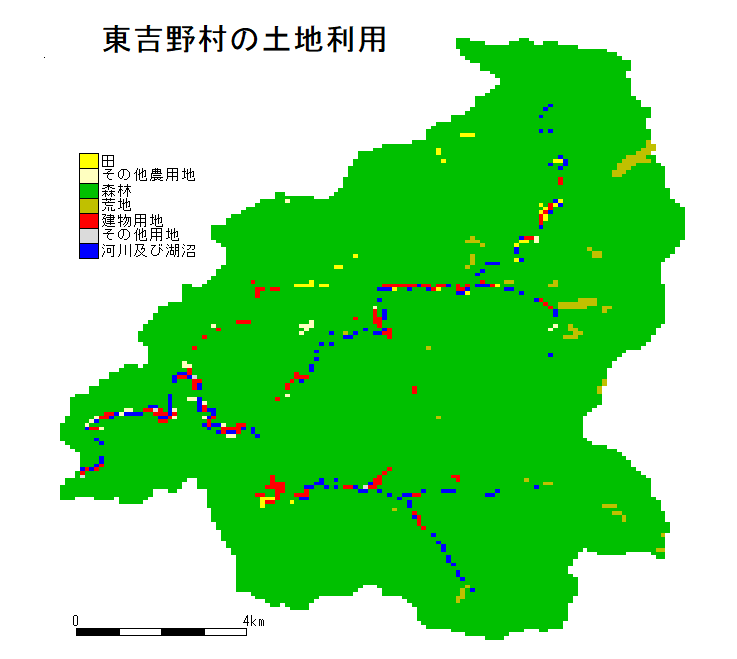 東吉野村の土地利用
田
その他農用地
森林
荒地
建物用地
その他用地
河川及び湖沼
0 4km